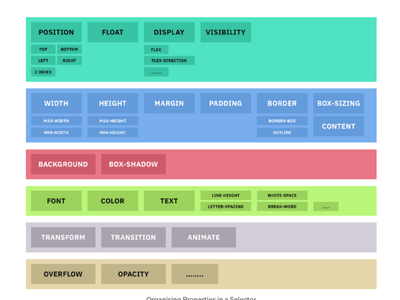 POSITION FLOAT DISPLAY VISIBILITY
TOP BOTTOM FLEX
LEFT RIGHT FLEX-DIRECTION
Z INDEX ......
WIDTH HEIGHT MARGIN PADDING BORDER BOX-SIZING
MAX-WIDTH MAX-HEIGHT BORDER-BOX CONTENT
MIN-WIDTH MIN-HEIGHT OUTLINE
BACKGROUND BOX-SHADOW
FONT COLOR TEXT LINE-HEIGHT WHITE-SPACE
LETTER-SPACING BREAK-WORD ....
TRANSFORM TRANSITION ANIMATE
OVERFLOW OPACITY ........
Organising Properties in a Selector